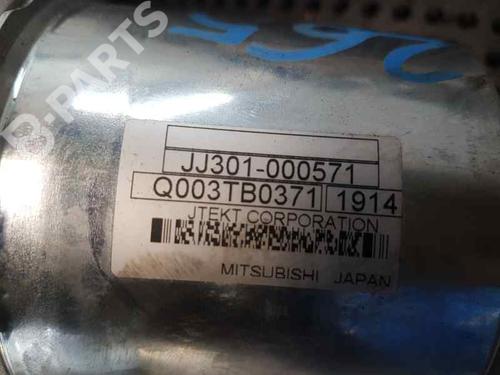 B-PARTS
JJ301-000571
Q003TB0371 1914
JTEKT CORPORATION
MITSUBISHI JAPAN